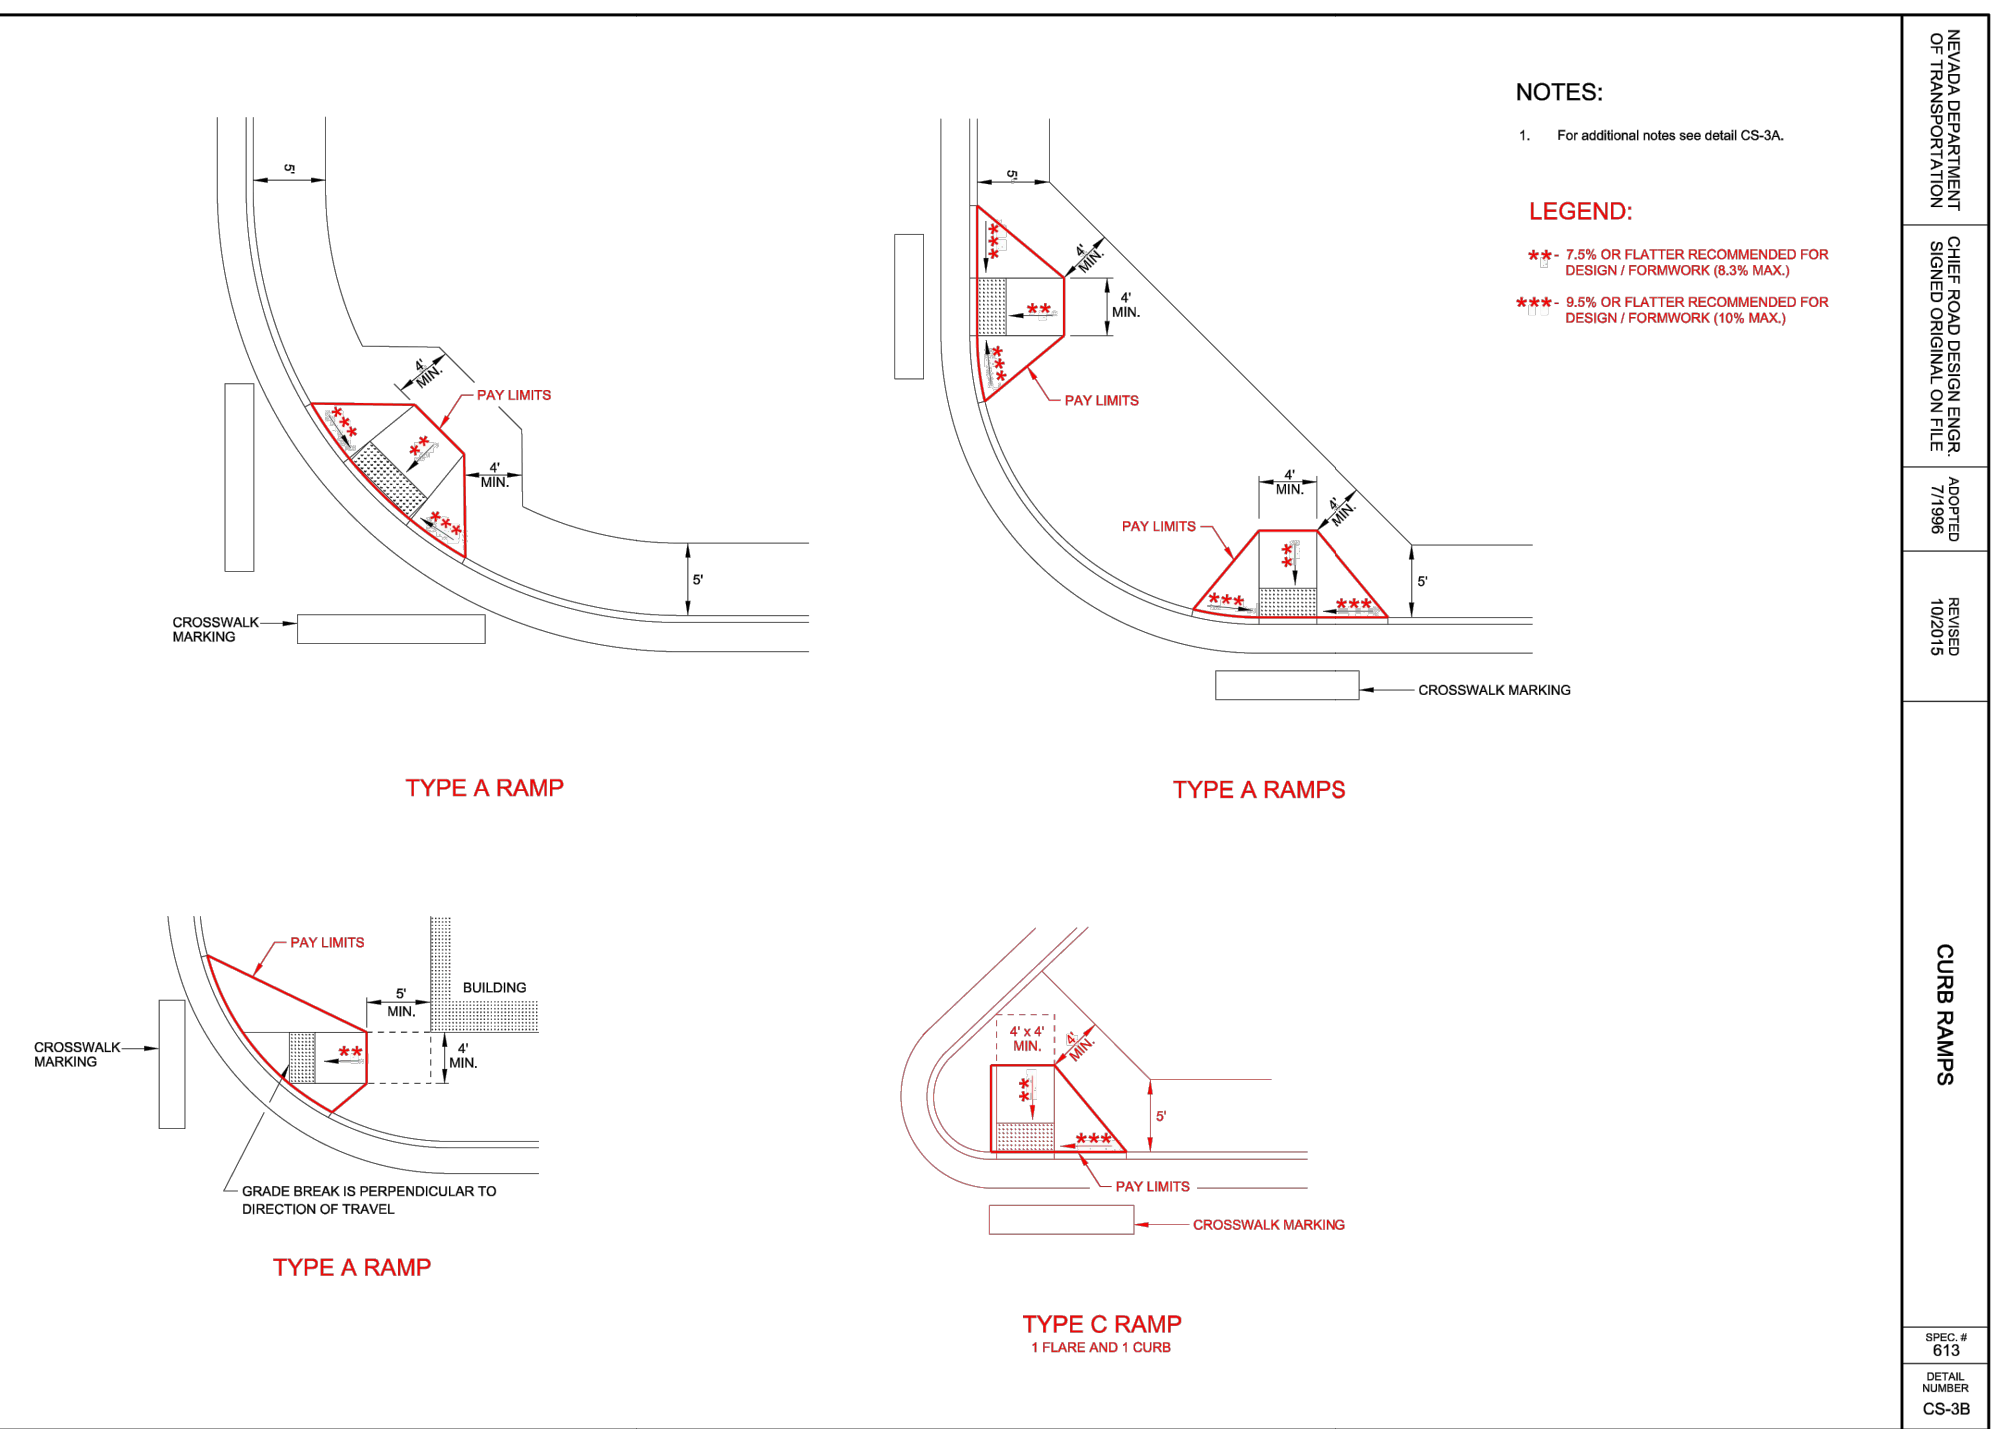 NOTES:
1. For additional notes see detail CS-3A.
LEGEND:
**- 7.5% OR FLATTER RECOMMENDED FOR
DESIGN / FORMWORK (8.3% MAX.)
***- 9.5% OR FLATTER RECOMMENDED FOR
DESIGN / FORMWORK (10% MAX.)
5'
4'
MIN.
PAY LIMITS
***
**
***
4'
MIN.
5'
CROSSWALK
MARKING
TYPE A RAMP
5'
***
4'
MIN.
**
4'
MIN.
***
PAY LIMITS
4'
MIN.
4'
MIN.
PAY LIMITS
**
***
***
5'
CROSSWALK MARKING
TYPE A RAMPS
PAY LIMITS
5'
MIN.
BUILDING
**
4'
MIN.
CROSSWALK
MARKING
GRADE BREAK IS PERPENDICULAR TO
DIRECTION OF TRAVEL
TYPE A RAMP
4' x 4'
MIN.
4'
MIN.
**
***
5'
PAY LIMITS
CROSSWALK MARKING
TYPE C RAMP
1 FLARE AND 1 CURB
NEVADA DEPARTMENT
OF TRANSPORTATION
CHIEF ROAD DESIGN ENGR.
SIGNED ORIGINAL ON FILE
ADOPTED
7/1996
REVISED
10/2015
CURB RAMPS
SPEC. #
613
DETAIL
NUMBER
CS-3B